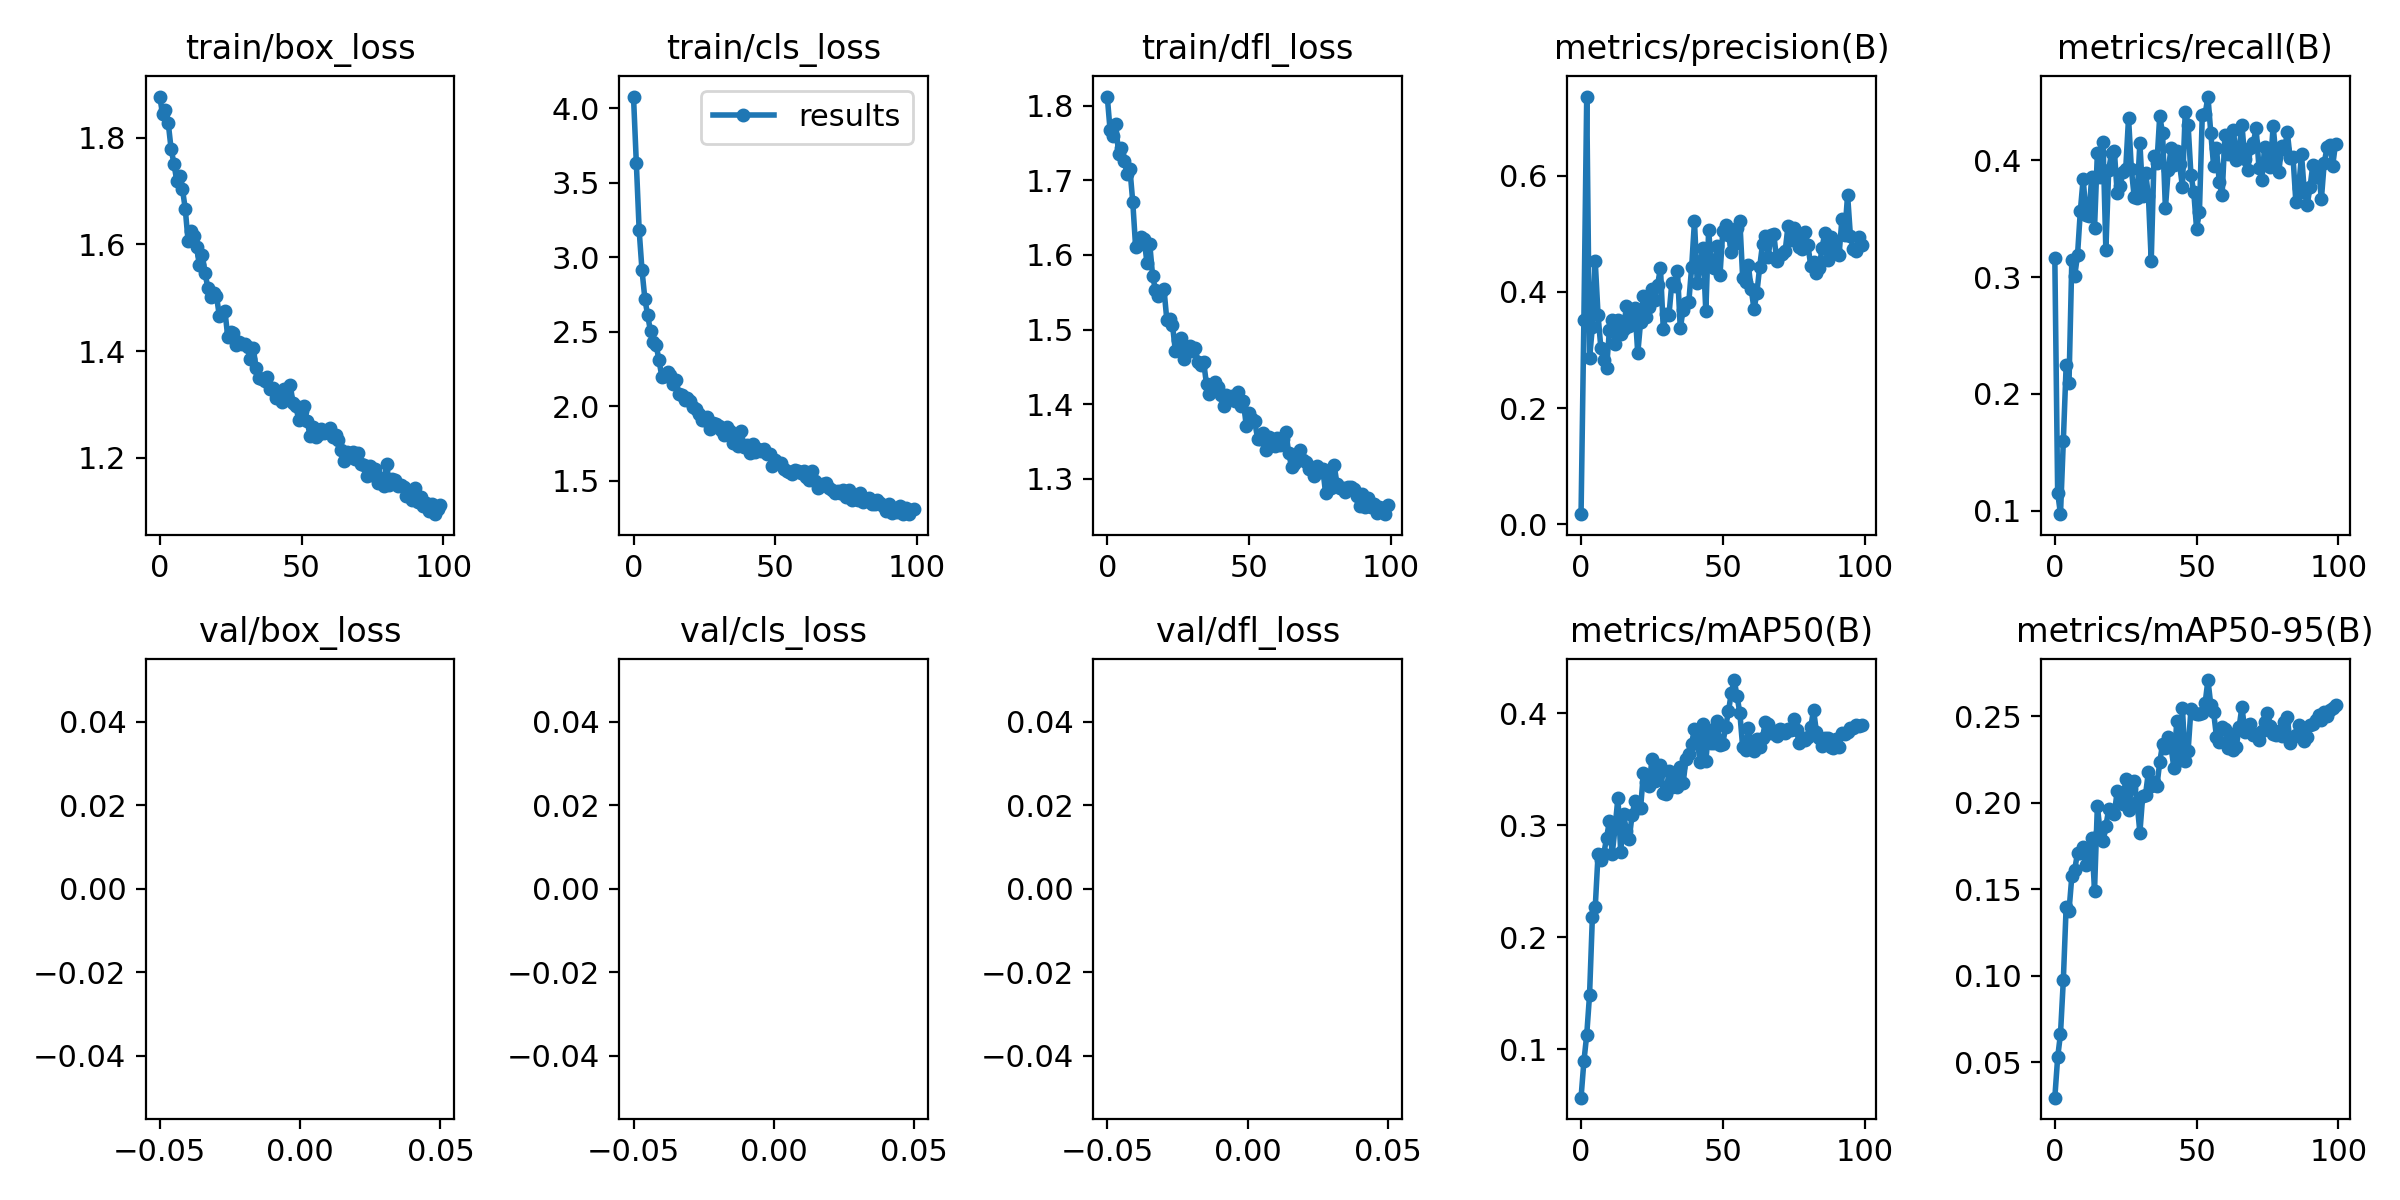 train/box_loss
train/cls_loss
train/dfl_loss
metrics/precision(B)
metrics/recall(B)
1.8
1.6
1.4
1.2
0 50 100
results
4.0
3.5
3.0
2.5
2.0
1.5
0 50 100
1.8
1.7
1.6
1.5
1.4
1.3
0 50 100
0.6
0.4
0.2
0.0
0 50 100
0.4
0.3
0.2
0.1
0 50 100
val/box_loss
val/cls_loss
val/dfl_loss
metrics/mAP50(B)
metrics/mAP50-95(B)
0.04
0.02
0.00
−0.02
−0.04
−0.05 0.00 0.05
0.04
0.02
0.00
−0.02
−0.04
−0.05 0.00 0.05
0.04
0.02
0.00
−0.02
−0.04
−0.05 0.00 0.05
0.4
0.3
0.2
0.1
0 50 100
0.25
0.20
0.15
0.10
0.05
0 50 100